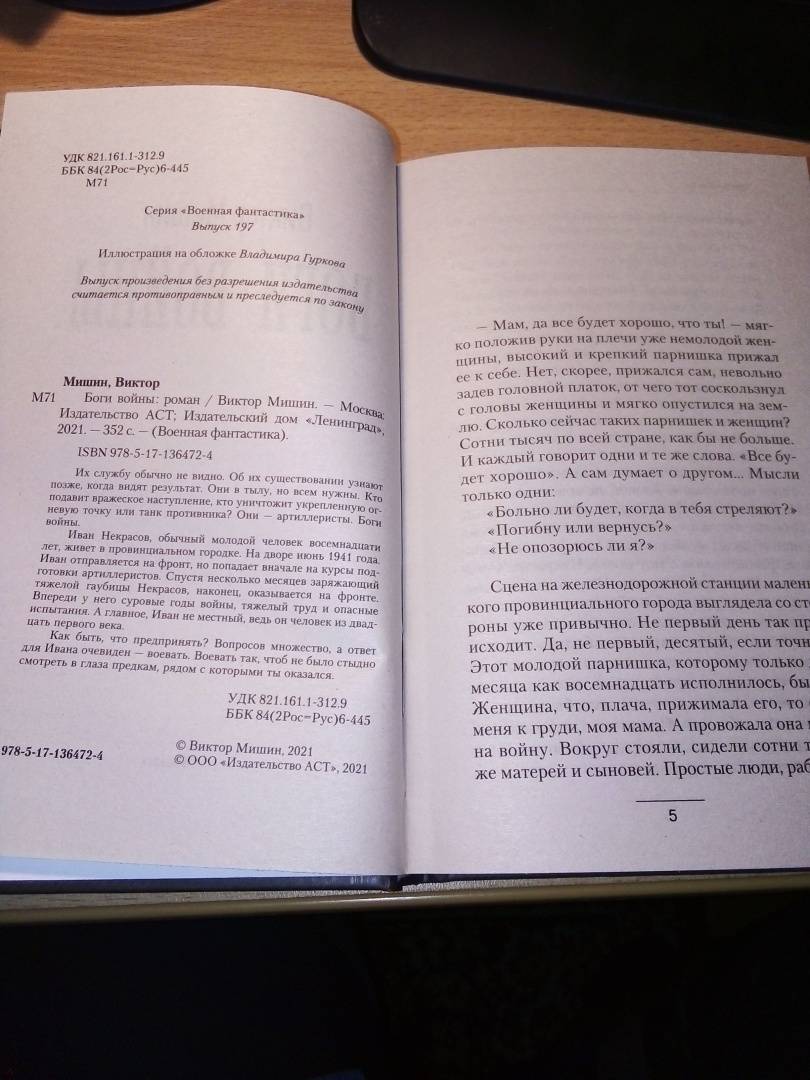 УДК 821.161.1-312.9
ББК 84(2Рос=Рус)6-445
М71
Серия «Военная фантастика»
Выпуск 197
Иллюстрация на обложке Владимира Гуркова
Выпуск произведения без разрешения издательства
считается противоправным и преследуется по закону
Мишин, Виктор
М71 Боги войны: роман / Виктор Мишин. — Москва:
Издательство АСТ; Издательский дом «Ленинград»,
2021. — 352 с. — (Военная фантастика).
ISBN 978-5-17-136472-4
Их службу обычно не видно. Об их существовании узнают
позже, когда видят результат. Они в тылу, но всем нужны. Кто
подавит вражеское наступление, кто уничтожит укрепленную ог-
невую точку или танк противника? Они — артиллеристы. Боги
войны.
Иван Некрасов, обычный молодой человек восемнадцати
лет, живет в провинциальном городке. На дворе июнь 1941 года.
Иван отправляется на фронт, но попадает вначале на курсы под-
готовки артиллеристов. Спустя несколько месяцев заряжающий
тяжелой гаубицы Некрасов, наконец, оказывается на фронте.
Впереди у него суровые годы войны, тяжелый труд и опасные
испытания. А главное, Иван не местный, ведь он человек из двад-
цать первого века.
Как быть, что предпринять? Вопросов множество, а ответ
для Ивана очевиден — воевать. Воевать так, чтоб не было стыдно
смотреть в глаза предкам, рядом с которыми ты оказался.
УДК 821.161.1-312.9
ББК 84(2Рос=Рус)6-445
978-5-17-136472-4
© Виктор Мишин, 2021
© ООО «Издательство АСТ», 2021
— Мам, да все будет хорошо, что ты! — мяг-
ко положив руки на плечи уже немолодой жен-
щины, высокий и крепкий парнишка прижал
ее к себе. Нет, скорее, прижался сам, невольно
задев головной платок, от чего тот соскользнул
с головы женщины и мягко опустился на зем-
лю. Сколько сейчас таких парнишек и женщин?
Сотни тысяч по всей стране, как бы не больше.
И каждый говорит одни и те же слова. «Все бу-
дет хорошо». А сам думает о другом... Мысли
только одни:
«Больно ли будет, когда в тебя стреляют?»
«Погибну или вернусь?»
«Не опозорюсь ли я?»
Сцена на железнодорожной станции мален
кого провинциального города выглядела со сто
роны уже привычно. Не первый день так пр
исходит. Да, не первый, десятый, если точн
Этот молодой парнишка, которому только
месяца как восемнадцать исполнилось, бы
Женщина, что, плача, прижимала его, то
меня к груди, моя мама. А провожала она
на войну. Вокруг стояли, сидели сотни т
же матерей и сыновей. Простые люди, раб
5